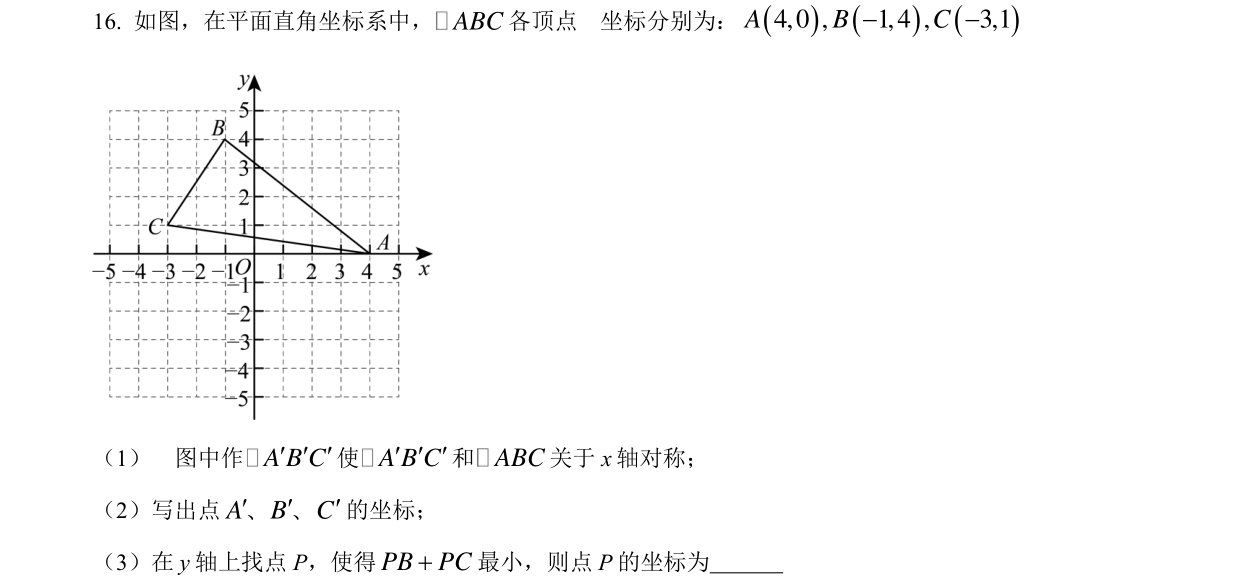 16. 如图，在平面直角坐标系中，□ABC 各顶点 坐标分别为：A(4,0),B(−1,4),C(−3,1)
y
5
B
4
3
2
C
1
A
−5 −4 −3 −2 −1 O 1 2 3 4 5 x
−1
−2
−3
−4
−5
（1） 图中作□A′B′C′使□A′B′C′和□ABC 关于 x 轴对称；
（2）写出点 A′、B′、C′ 的坐标；
（3）在 y 轴上找点 P，使得 PB + PC 最小，则点 P 的坐标为______